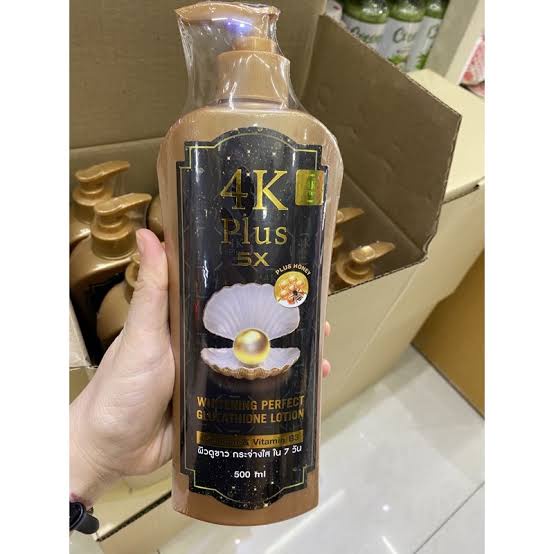 4K
Plus
5X
PLUS HONEY
WHITENING PERFECT
GLUTATHIONE LOTION
& Vitamin B3
ผิวดูขาว กระจ่างใส ใน 7 วัน
500 ml